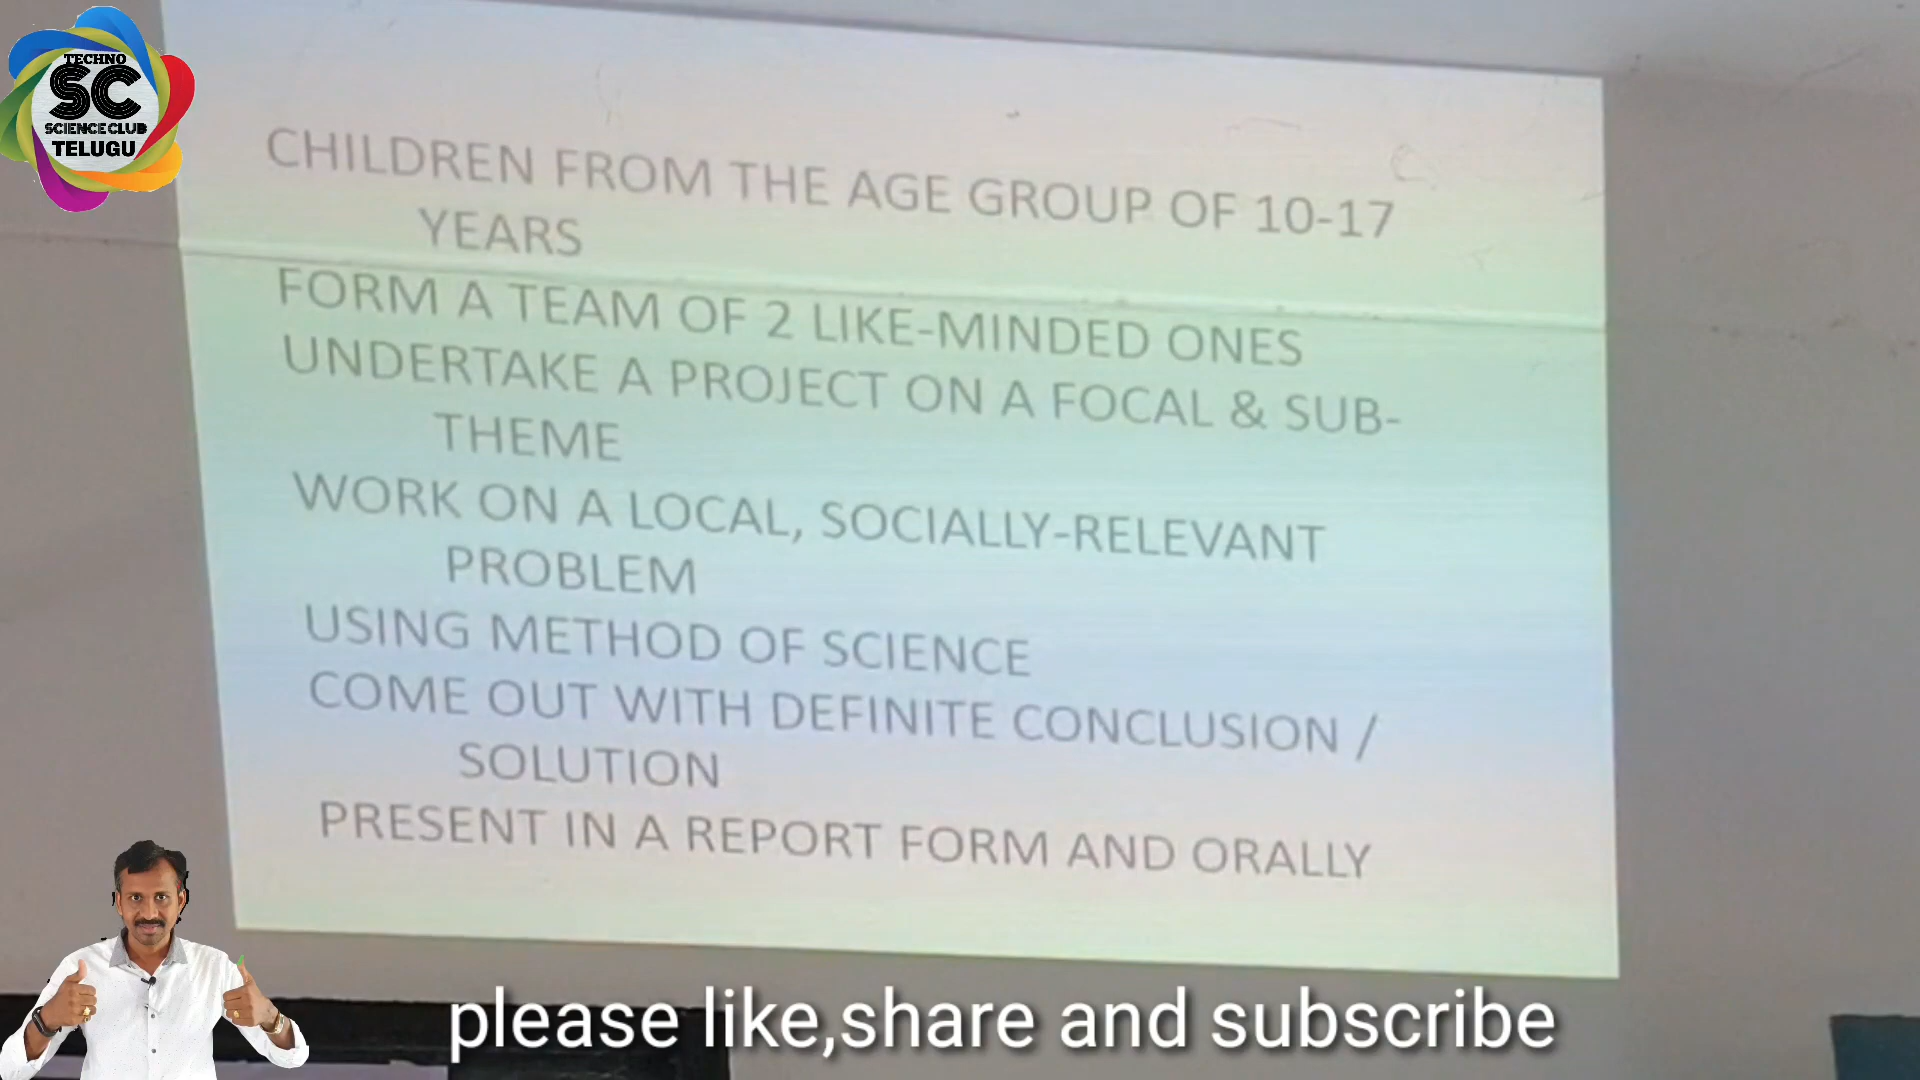 TECHNO
SC
SCIENCE CLUB
TELUGU
CHILDREN FROM THE AGE GROUP OF 10-17
YEARS
FORM A TEAM OF 2 LIKE-MINDED ONES
UNDERTAKE A PROJECT ON A FOCAL & SUB-
THEME
WORK ON A LOCAL, SOCIALLY-RELEVANT
PROBLEM
USING METHOD OF SCIENCE
COME OUT WITH DEFINITE CONCLUSION /
SOLUTION
PRESENT IN A REPORT FORM AND ORALLY
please like,share and subscribe